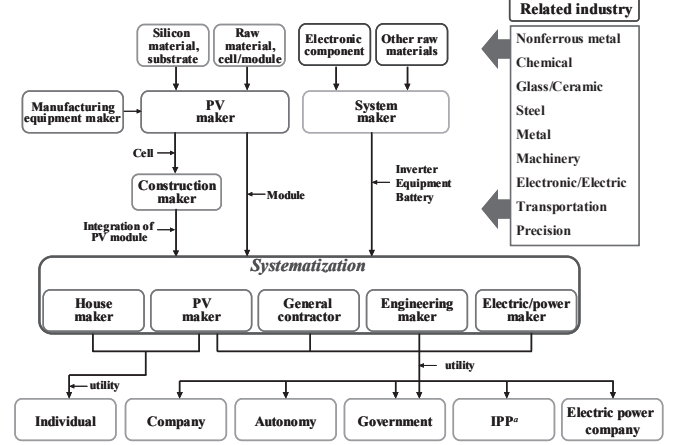 Related industry
Silicon
material,
substrate
Raw
material,
cell/module
Electronic
component
Other raw
materials
Nonferrous metal
Chemical
Glass/Ceramic
Steel
Metal
Machinery
Electronic/Electric
Transportation
Precision
Manufacturing
equipment maker
PV
maker
System
maker
Cell
Construction
maker
Module
Inverter
Equipment
Battery
Integration of
PV module
Systematization
House
maker
PV
maker
General
contractor
Engineering
maker
Electric/power
maker
utility
utility
Individual
Company
Autonomy
Government
IPPᵃ
Electric power
company